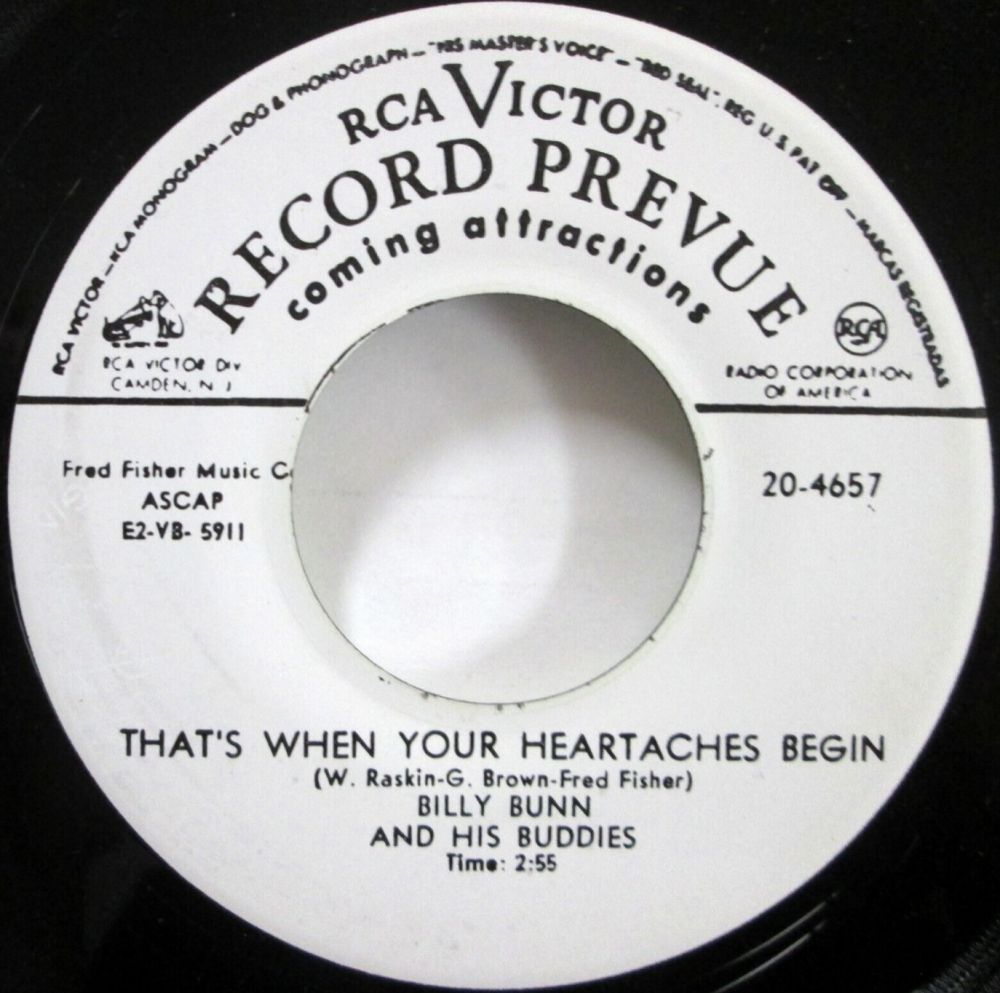 RCA VICTOR — RCA MONOGRAM — DOG & PHONOGRAPH — "HIS MASTER'S VOICE" — "RED SEAL". REG U.S. PAT OFF — MARCAS REGISTRADAS
RCA VICTOR
RECORD PREVUE
coming attractions
RCA VICTOR Div
CAMDEN, N J
RCA
RADIO CORPORATION
OF AMERICA
Fred Fisher Music C
ASCAP
E2-VB- 5911
20-4657
THAT'S WHEN YOUR HEARTACHES BEGIN
(W. Raskin-G. Brown-Fred Fisher)
BILLY BUNN
AND HIS BUDDIES
Time: 2:55